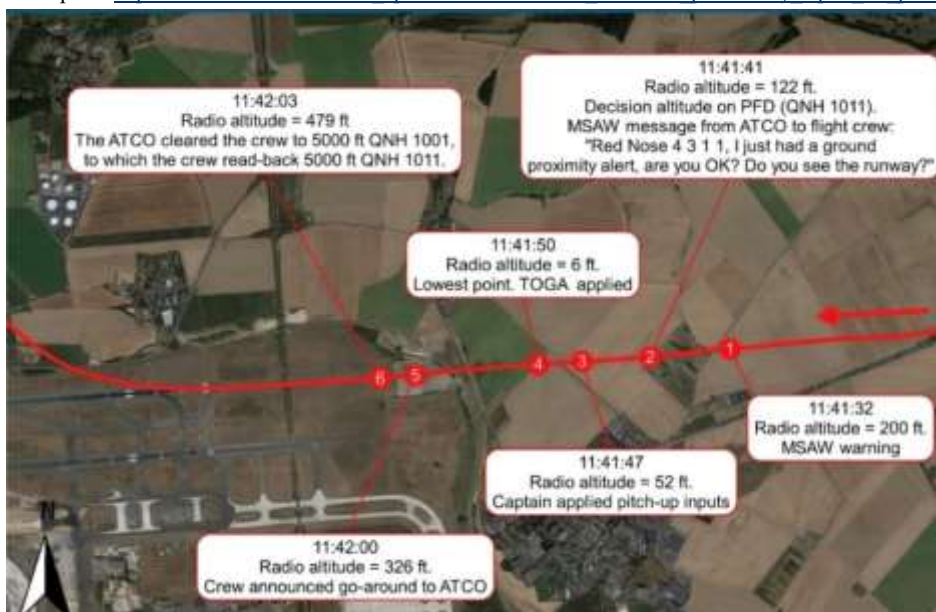 11:42:03
Radio altitude = 479 ft
The ATCO cleared the crew to 5000 ft QNH 1001,
to which the crew read-back 5000 ft QNH 1011.
11:41:41
Radio altitude = 122 ft.
Decision altitude on PFD (QNH 1011).
MSAW message from ATCO to flight crew:
"Red Nose 4 3 1 1, I just had a ground
proximity alert, are you OK? Do you see the runway?"
11:41:50
Radio altitude = 6 ft.
Lowest point. TOGA applied
6
5
4
3
2
1
11:41:32
Radio altitude = 200 ft.
MSAW warning
11:41:47
Radio altitude = 52 ft.
Captain applied pitch-up inputs
11:42:00
Radio altitude = 326 ft.
Crew announced go-around to ATCO
N